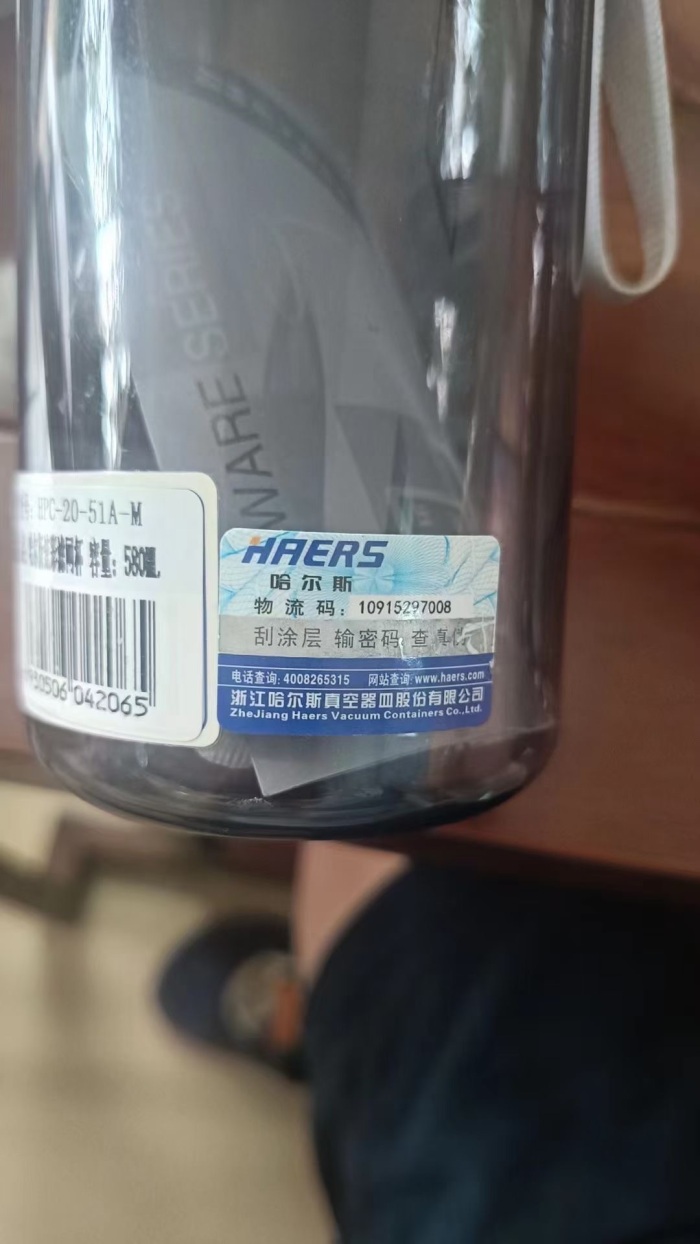 WARE SERIES
HPC-20-51A-M
容量：580mL
930506 042065
HAERS
哈尔斯
物流码：10915297008
刮涂层 输密码 查真伪
电话查询：4008265315 网站查询：www.haers.com
浙江哈尔斯真空器皿股份有限公司
ZheJiang Haers Vacuum Containers Co.,Ltd.